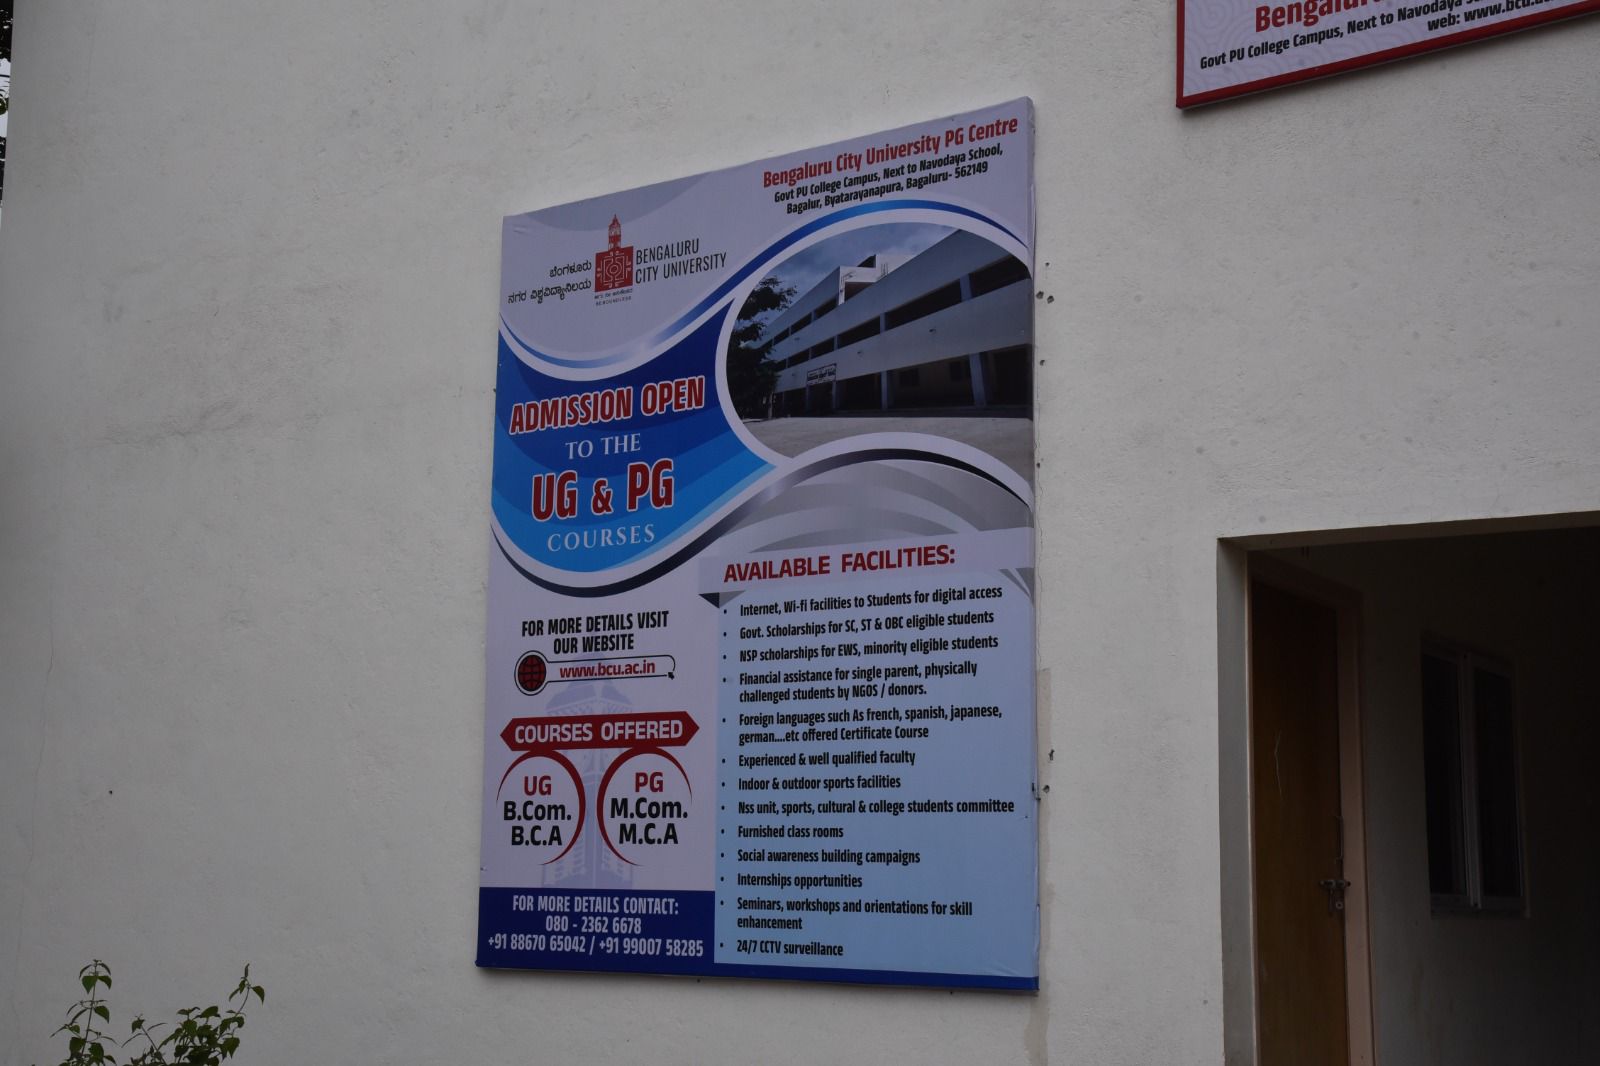 Bengaluru
Govt PU College Campus, Next to Navodaya
web: www.bcu.a
Bengaluru City University PG Centre
Govt PU College Campus, Next to Navodaya School,
Bagalur, Byatarayanapura, Bagaluru- 562149
ಬೆಂಗಳೂರು
ನಗರ ವಿಶ್ವವಿದ್ಯಾನಿಲಯ
BENGALURU
CITY UNIVERSITY
ADMISSION OPEN
TO THE
UG & PG
COURSES
FOR MORE DETAILS VISIT
OUR WEBSITE
www.bcu.ac.in
COURSES OFFERED
UG
B.Com.
B.C.A
PG
M.Com.
M.C.A
FOR MORE DETAILS CONTACT:
080 - 2362 6678
+91 88670 65042 / +91 99007 58285
AVAILABLE FACILITIES:
• Internet, Wi-fi facilities to Students for digital access
• Govt. Scholarships for SC, ST & OBC eligible students
• NSP scholarships for EWS, minority eligible students
• Financial assistance for single parent, physically
challenged students by NGOS / donors.
• Foreign languages such As french, spanish, japanese,
german....etc offered Certificate Course
• Experienced & well qualified faculty
• Indoor & outdoor sports facilities
• Nss unit, sports, cultural & college students committee
• Furnished class rooms
• Social awareness building campaigns
• Internships opportunities
• Seminars, workshops and orientations for skill
enhancement
• 24/7 CCTV surveillance